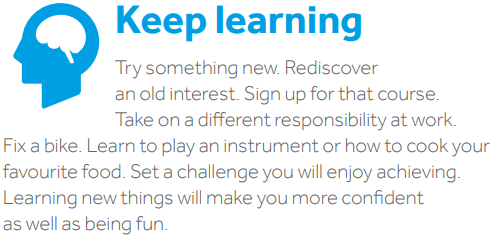 Keep learning
Try something new. Rediscover
an old interest. Sign up for that course.
Take on a different responsibility at work.
Fix a bike. Learn to play an instrument or how to cook your
favourite food. Set a challenge you will enjoy achieving.
Learning new things will make you more confident
as well as being fun.